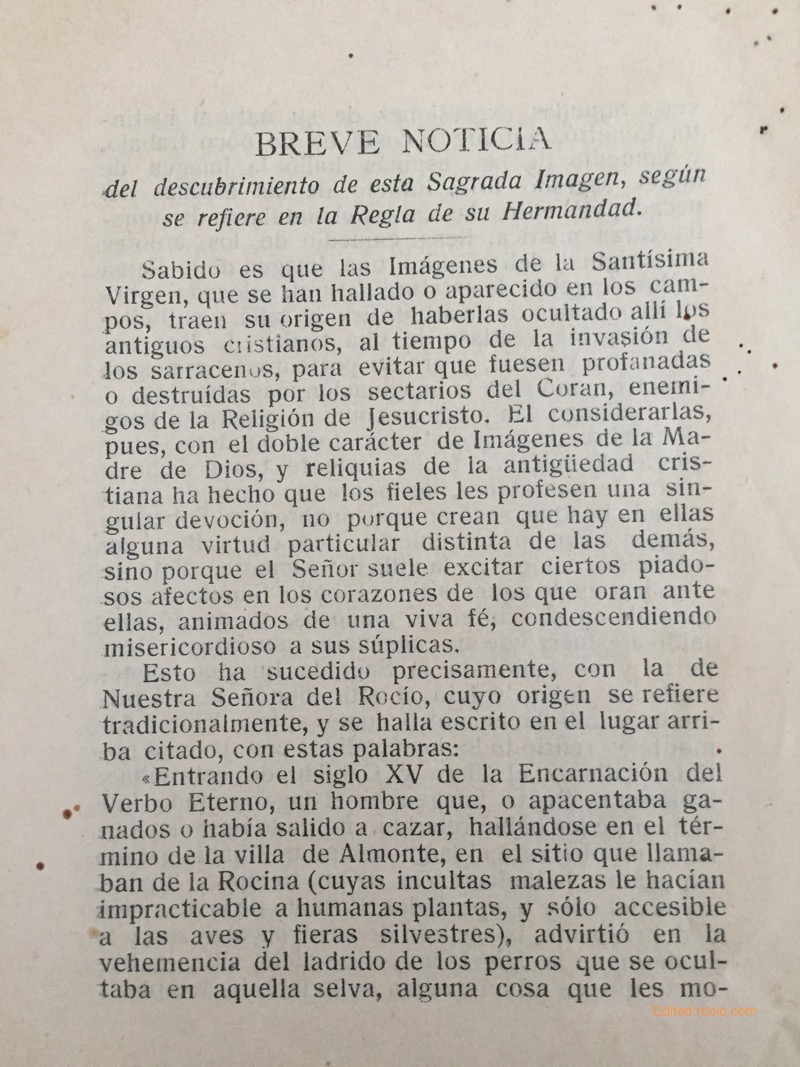 BREVE NOTICIA
del descubrimiento de esta Sagrada Imagen, según
se refiere en la Regla de su Hermandad.
Sabido es que las Imágenes de la Santísima
Virgen, que se han hallado o aparecido en los cam-
pos, traen su origen de haberlas ocultado allí los
antiguos cristianos, al tiempo de la invasión de
los sarracenos, para evitar que fuesen profanadas
o destruídas por los sectarios del Coran, enemi-
gos de la Religión de Jesucristo. El considerarlas,
pues, con el doble carácter de Imágenes de la Ma-
dre de Dios, y reliquias de la antigüedad cris-
tiana ha hecho que los fieles les profesen una sin-
gular devoción, no porque crean que hay en ellas
alguna virtud particular distinta de las demás,
sino porque el Señor suele excitar ciertos piado-
sos afectos en los corazones de los que oran ante
ellas, animados de una viva fé, condescendiendo
misericordioso a sus súplicas.
Esto ha sucedido precisamente, con la de
Nuestra Señora del Rocío, cuyo origen se refiere
tradicionalmente, y se halla escrito en el lugar arri-
ba citado, con estas palabras:
«Entrando el siglo XV de la Encarnación del
Verbo Eterno, un hombre que, o apacentaba ga-
nados o había salido a cazar, hallándose en el tér-
mino de la villa de Almonte, en el sitio que llama-
ban de la Rocina (cuyas incultas malezas le hacían
impracticable a humanas plantas, y sólo accesible
a las aves y fieras silvestres), advirtió en la
vehemencia del ladrido de los perros que se ocul-
taba en aquella selva, alguna cosa que les mo-
Edited rocio.com